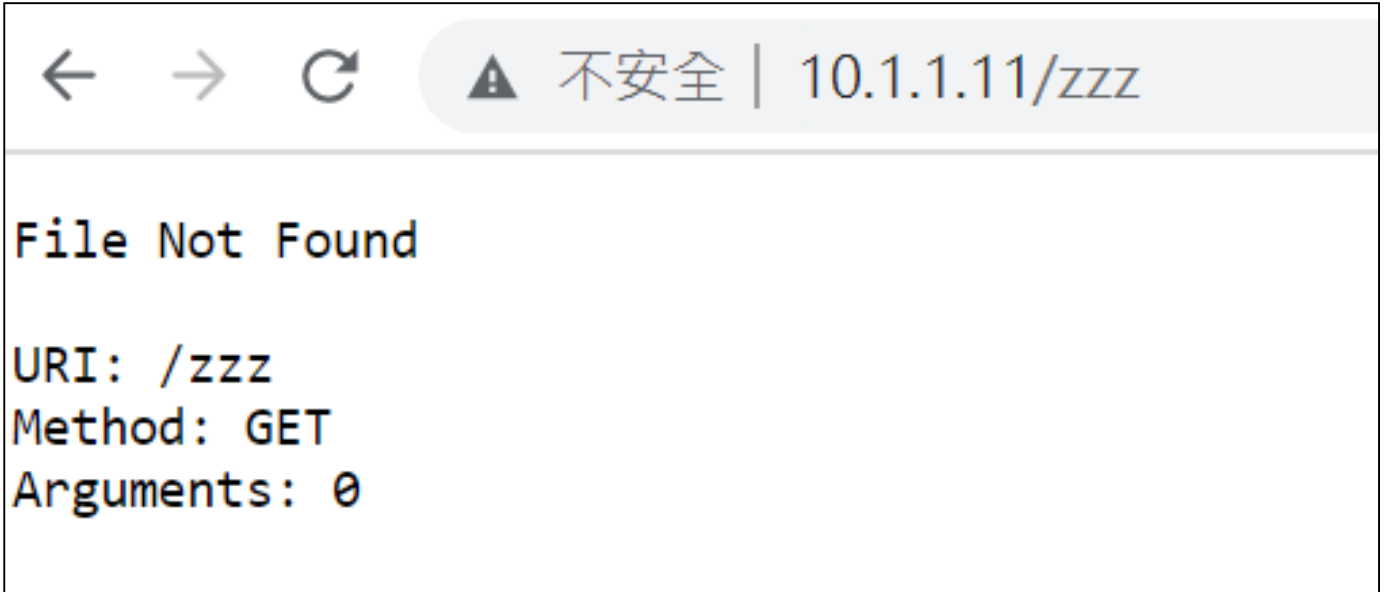 不安全 | 10.1.1.11/zzz
File Not Found
URI: /zzz
Method: GET
Arguments: 0